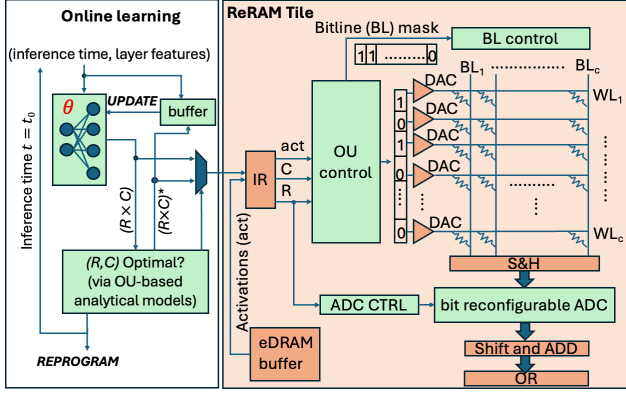 Online learning
(inference time, layer features)
θ
UPDATE
buffer
Inference time t = t₀
(R × C)
(R×C)*
(R,C) Optimal?
(via OU-based
analytical models)
REPROGRAM
ReRAM Tile
Bitline (BL) mask
11 ......... 0
BL control
IR
act
C
R
OU
control
Activations (act)
eDRAM
buffer
ADC CTRL
1
0
1
0
0
DAC
DAC
DAC
DAC
DAC
BL₁ ............... BLc
WL₁
WLc
S&H
bit reconfigurable ADC
Shift and ADD
OR